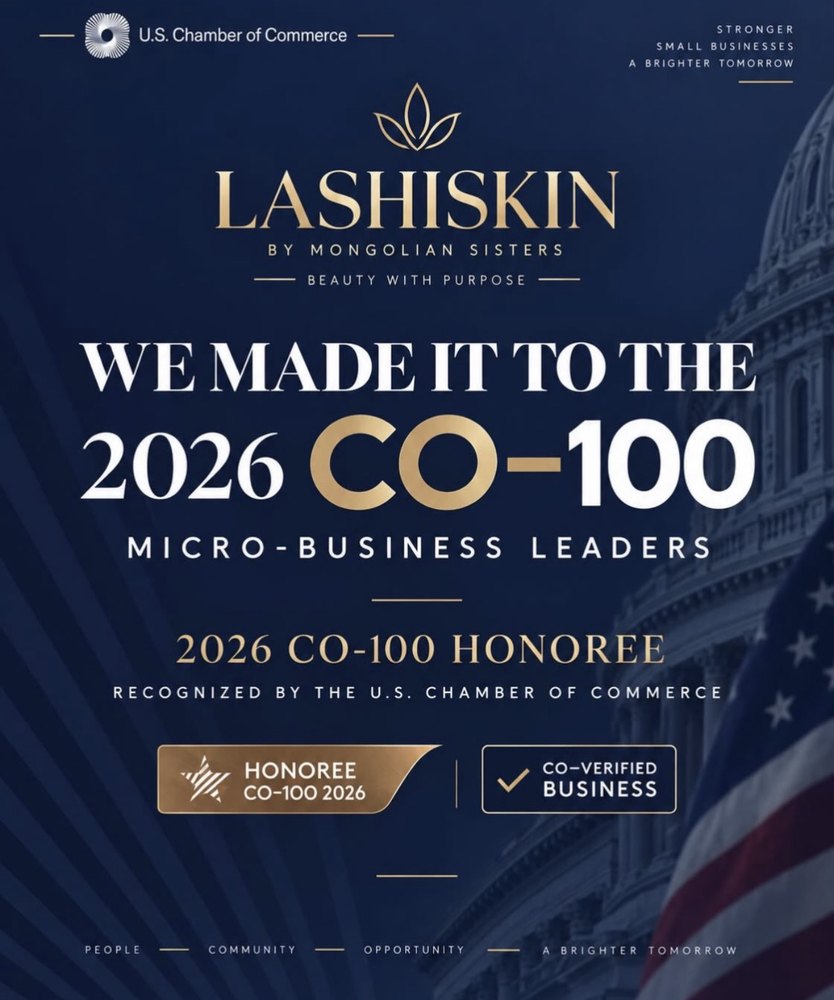 U.S. Chamber of Commerce
STRONGER
SMALL BUSINESSES
A BRIGHTER TOMORROW
LASHISKIN
BY MONGOLIAN SISTERS
BEAUTY WITH PURPOSE
WE MADE IT TO THE
2026 CO–100
MICRO-BUSINESS LEADERS
2026 CO-100 HONOREE
RECOGNIZED BY THE U.S. CHAMBER OF COMMERCE
HONOREE
CO–100 2026
CO–VERIFIED
BUSINESS
PEOPLE — COMMUNITY — OPPORTUNITY — A BRIGHTER TOMORROW